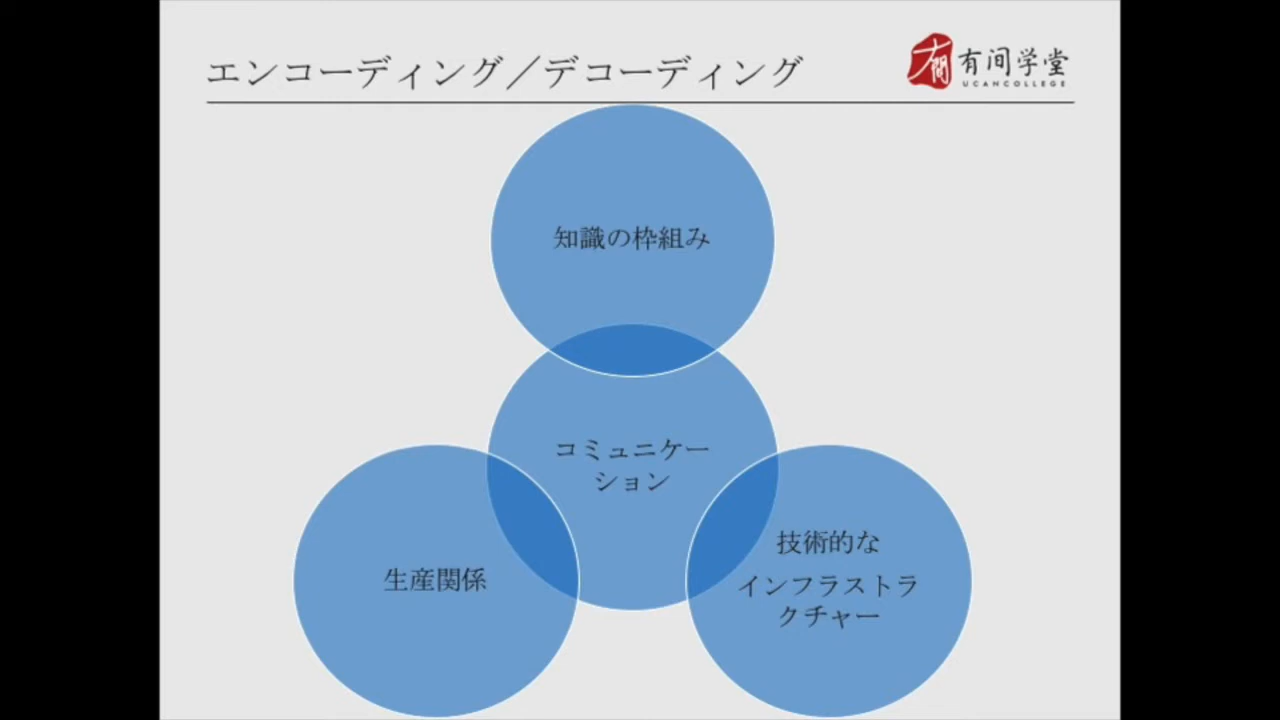 エンコーディング／デコーディング
有间学堂
UCANCOLLEGE
知識の枠組み
コミュニケー
ション
生産関係
技術的な
インフラストラ
クチャー